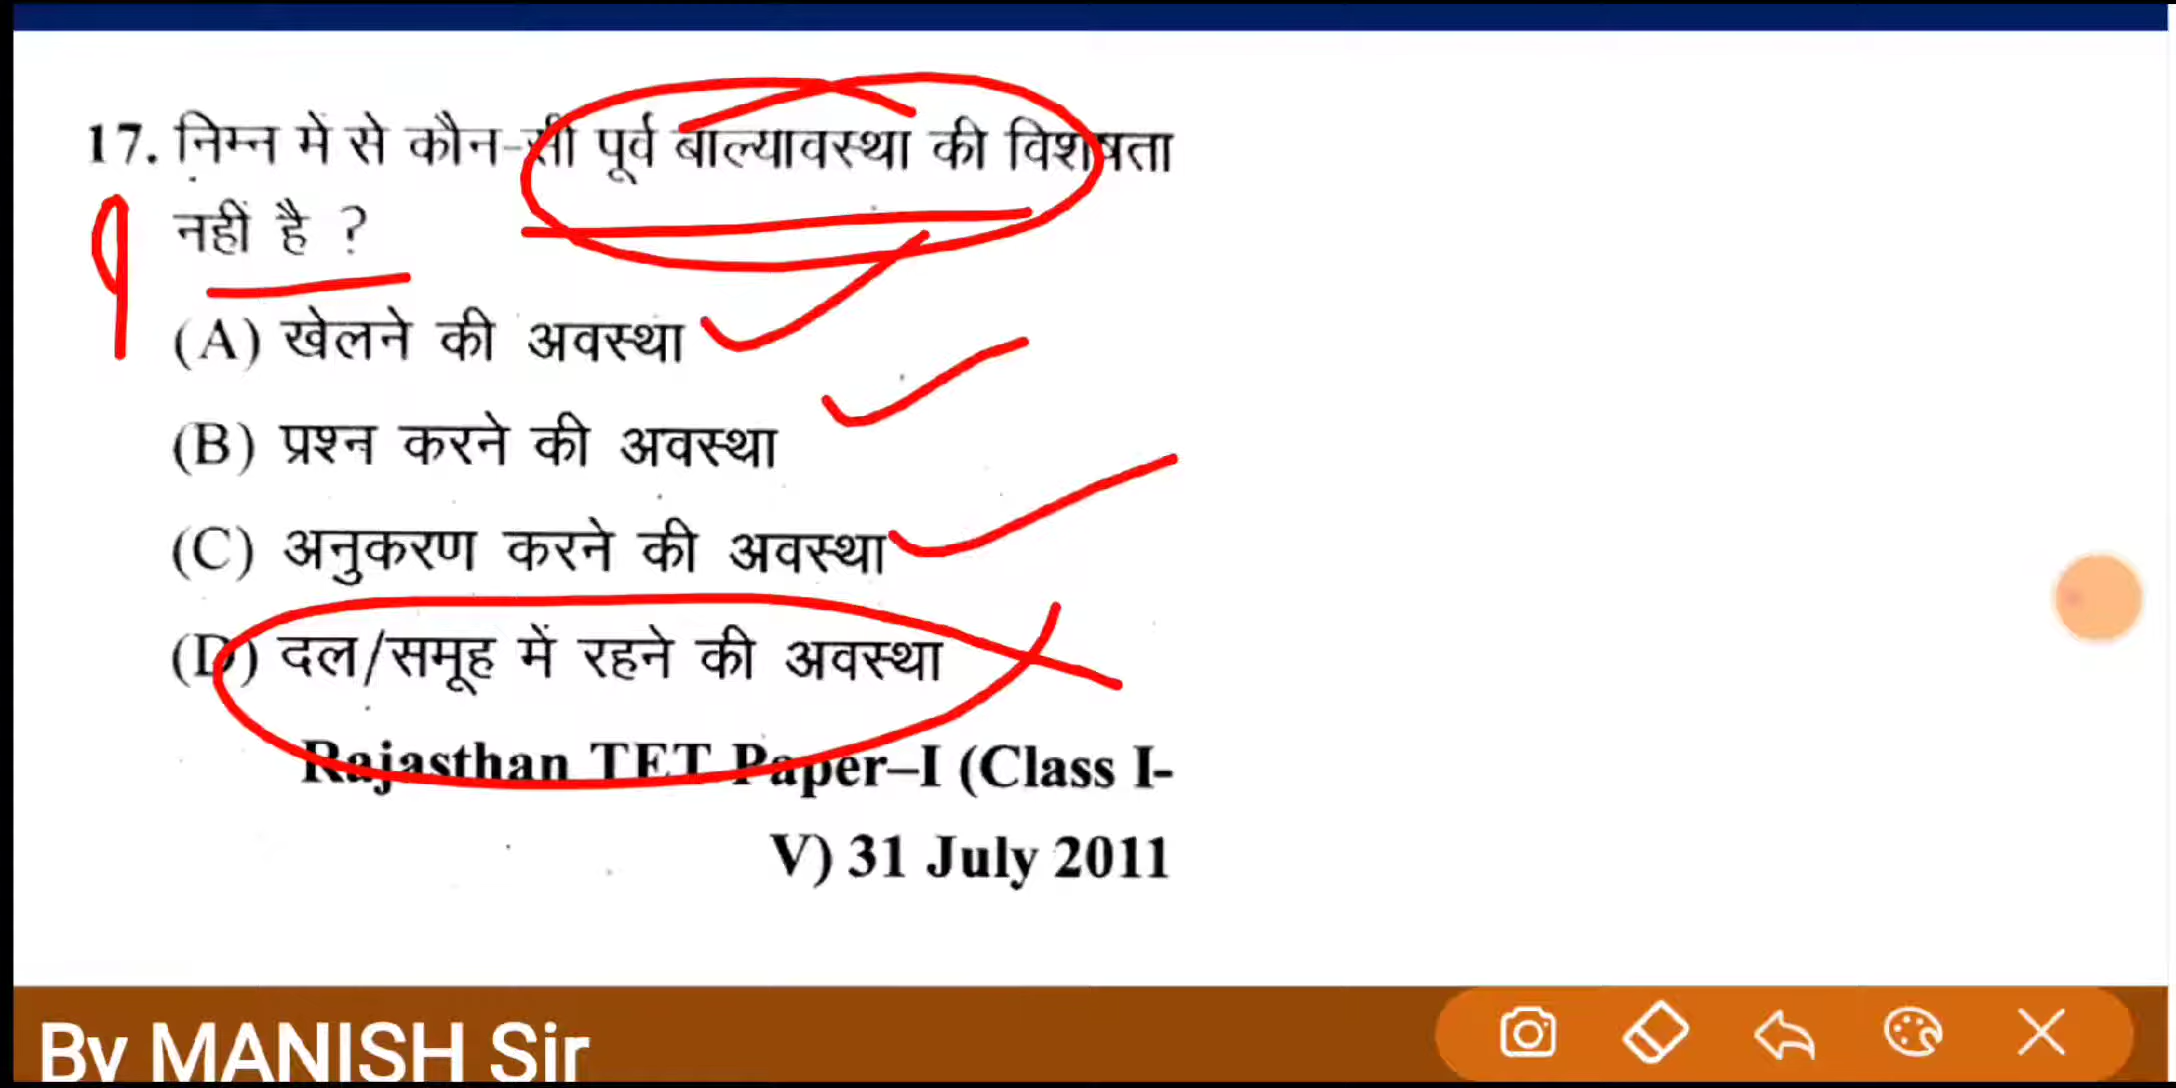 17. निम्न में से कौन-सी पूर्व बाल्यावस्था की विशेषता
नहीं है ?
(A) खेलने की अवस्था
(B) प्रश्न करने की अवस्था
(C) अनुकरण करने की अवस्था
(D) दल/समूह में रहने की अवस्था
Rajasthan TET Paper–I (Class I-
V) 31 July 2011
By MANISH Sir